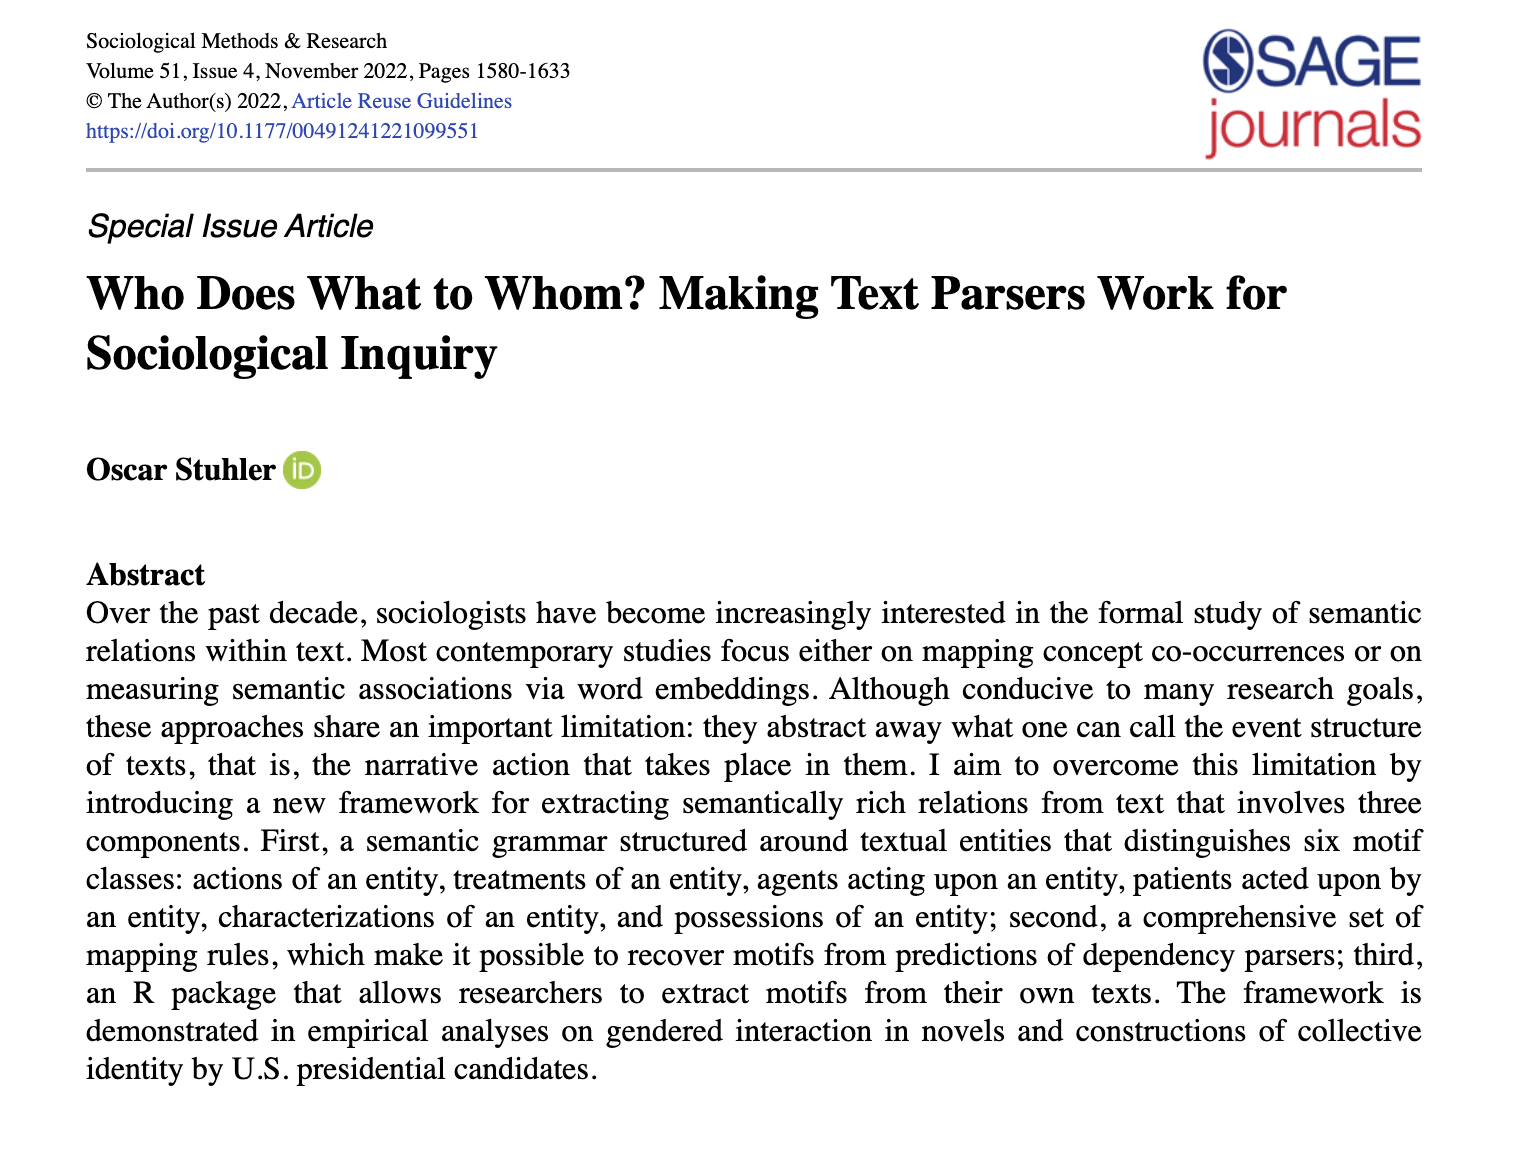 Sociological Methods & Research
Volume 51, Issue 4, November 2022, Pages 1580-1633
© The Author(s) 2022, Article Reuse Guidelines
https://doi.org/10.1177/00491241221099551
SAGE
journals
Special Issue Article
Who Does What to Whom? Making Text Parsers Work for
Sociological Inquiry
Oscar Stuhler iD
Abstract
Over the past decade, sociologists have become increasingly interested in the formal study of semantic
relations within text. Most contemporary studies focus either on mapping concept co-occurrences or on
measuring semantic associations via word embeddings. Although conducive to many research goals,
these approaches share an important limitation: they abstract away what one can call the event structure
of texts, that is, the narrative action that takes place in them. I aim to overcome this limitation by
introducing a new framework for extracting semantically rich relations from text that involves three
components. First, a semantic grammar structured around textual entities that distinguishes six motif
classes: actions of an entity, treatments of an entity, agents acting upon an entity, patients acted upon by
an entity, characterizations of an entity, and possessions of an entity; second, a comprehensive set of
mapping rules, which make it possible to recover motifs from predictions of dependency parsers; third,
an R package that allows researchers to extract motifs from their own texts. The framework is
demonstrated in empirical analyses on gendered interaction in novels and constructions of collective
identity by U.S. presidential candidates.